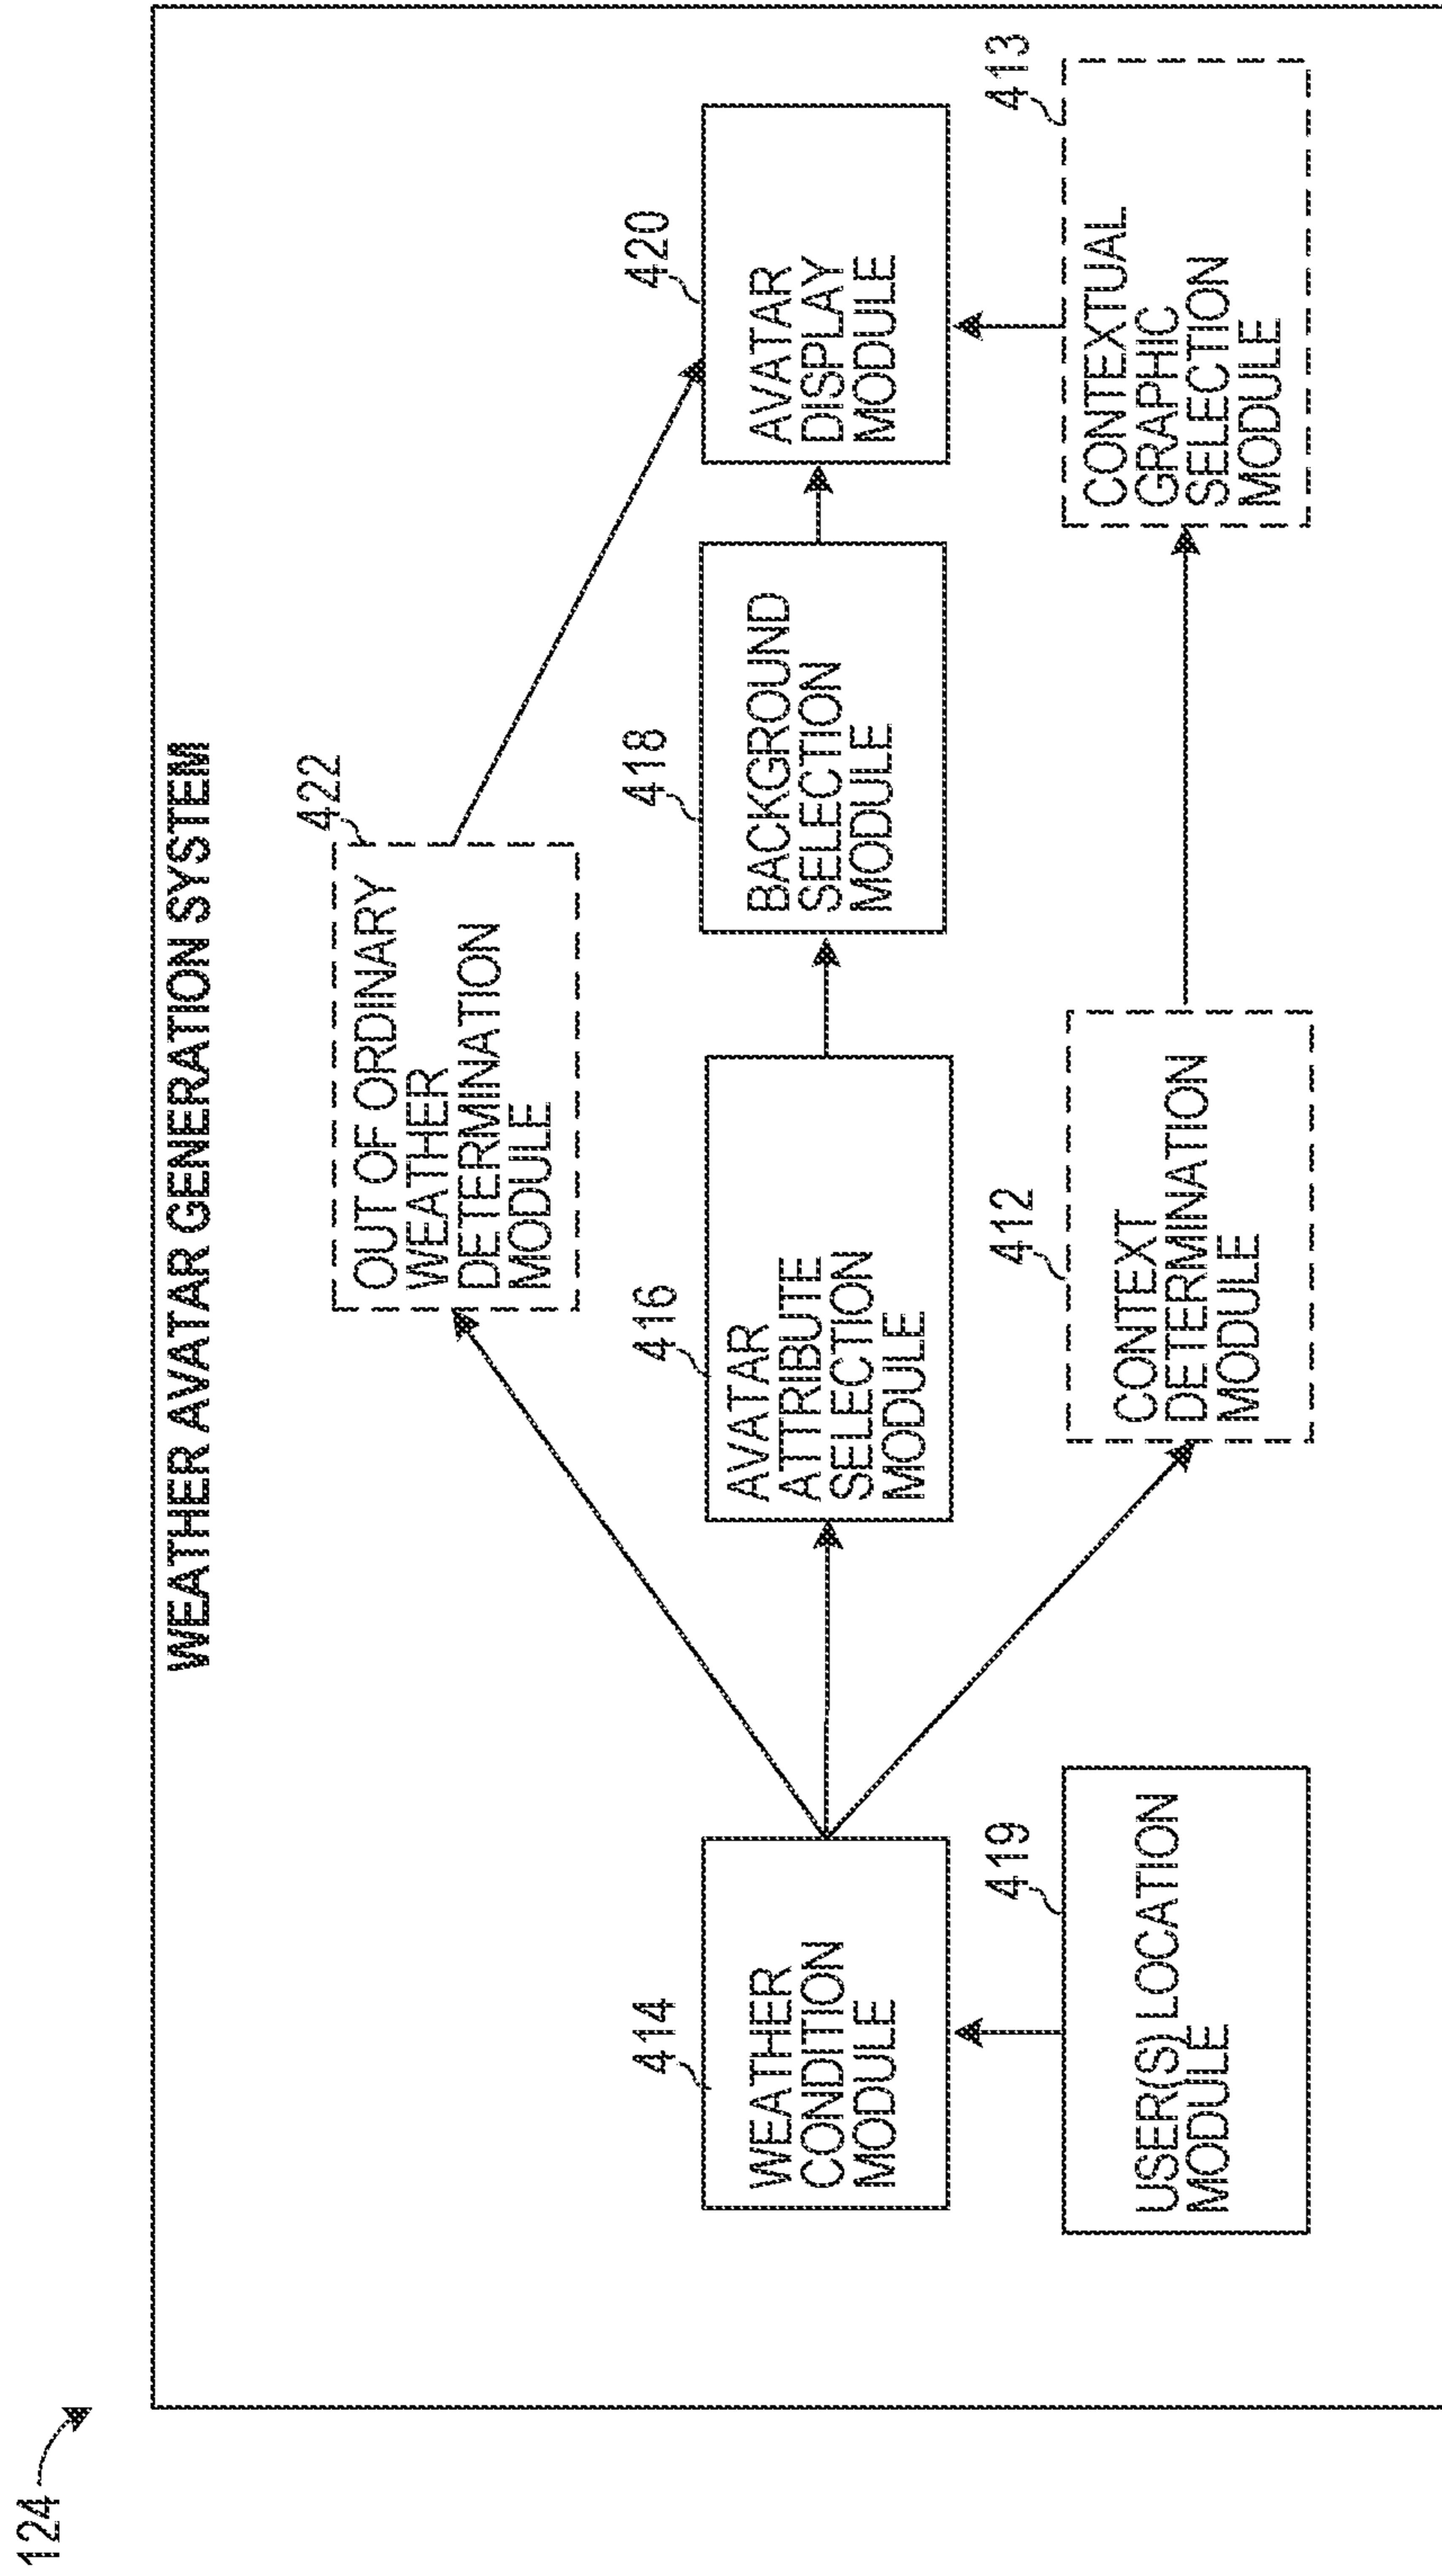 124
WEATHER AVATAR GENERATION SYSTEM
422
OUT OF ORDINARY
WEATHER
DETERMINATION
MODULE
414
WEATHER
CONDITION
MODULE
416
AVATAR
ATTRIBUTE
SELECTION
MODULE
418
BACKGROUND
SELECTION
MODULE
420
AVATAR
DISPLAY
MODULE
419
USER(S) LOCATION
MODULE
412
CONTEXT
DETERMINATION
MODULE
413
CONTEXTUAL
GRAPHIC
SELECTION
MODULE